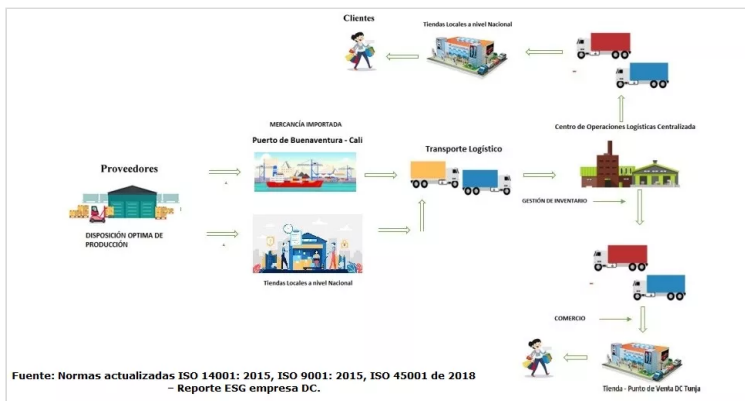 Clientes
Tiendas Locales a nivel Nacional
Centro de Operaciones Logísticas Centralizada
MERCANCÍA IMPORTADA
Puerto de Buenaventura - Cali
Transporte Logístico
Proveedores
GESTIÓN DE INVENTARIO
DISPOSICIÓN OPTIMA DE
PRODUCCIÓN
Tiendas Locales a nivel Nacional
COMERCIO
Tienda - Punto de Venta DC Tunja
Fuente: Normas actualizadas ISO 14001: 2015, ISO 9001: 2015, ISO 45001 de 2018
– Reporte ESG empresa DC.